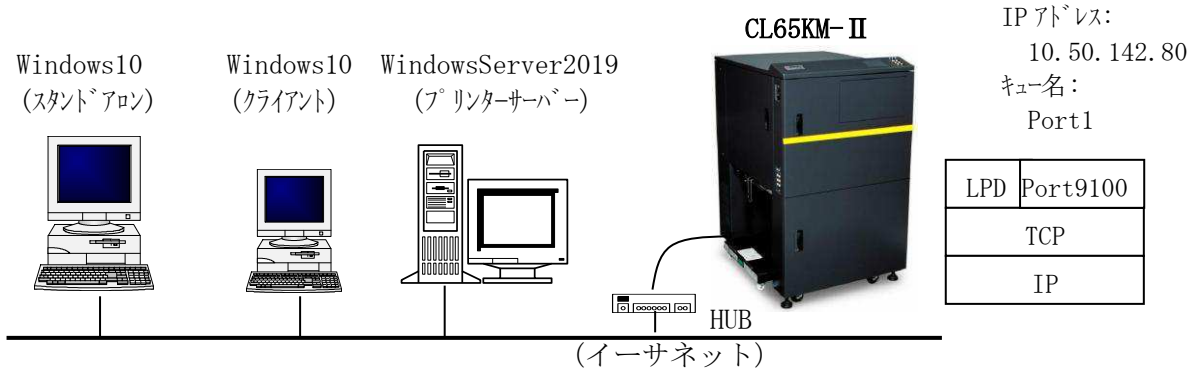 Windows10
(スタンドアロン)
Windows10
(クライアント)
WindowsServer2019
(プリンターサーバー)
CL65KM-Ⅱ
IPアドレス:
10.50.142.80
キュー名:
Port1
LPD Port9100
TCP
IP
HUB
(イーサネット)